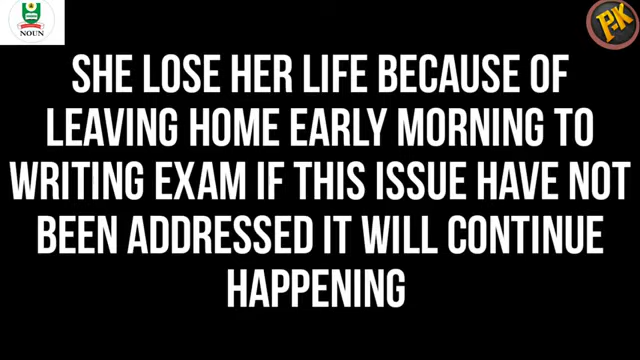 NOUN
P-K
SHE LOSE HER LIFE BECAUSE OF
LEAVING HOME EARLY MORNING TO
WRITING EXAM IF THIS ISSUE HAVE NOT
BEEN ADDRESSED IT WILL CONTINUE
HAPPENING